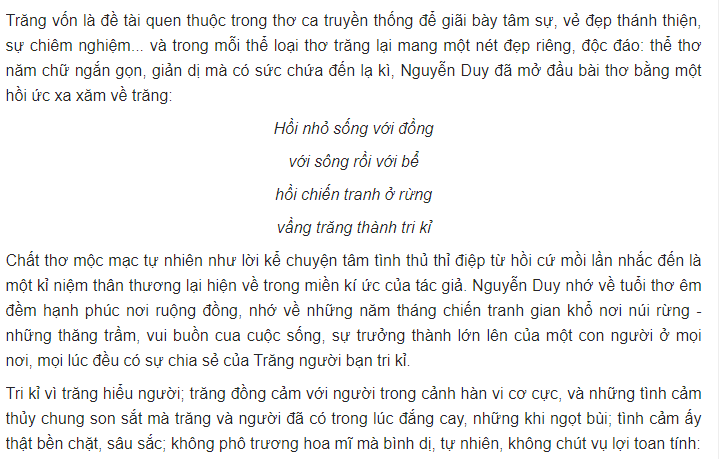 Trăng vốn là đề tài quen thuộc trong thơ ca truyền thống để giãi bày tâm sự, vẻ đẹp thánh thiện,
sự chiêm nghiệm... và trong mỗi thể loại thơ trăng lại mang một nét đẹp riêng, độc đáo: thể thơ
năm chữ ngắn gọn, giản dị mà có sức chứa đến lạ kì, Nguyễn Duy đã mở đầu bài thơ bằng một
hồi ức xa xăm về trăng:
Hồi nhỏ sống với đồng
với sông rồi với bể
hồi chiến tranh ở rừng
vầng trăng thành tri kỉ
Chất thơ mộc mạc tự nhiên như lời kể chuyện tâm tình thủ thỉ điệp từ hồi cứ mồi lần nhắc đến là
một kỉ niệm thân thương lại hiện về trong miền kí ức của tác giả. Nguyễn Duy nhớ về tuổi thơ êm
đềm hạnh phúc nơi ruộng đồng, nhớ về những năm tháng chiến tranh gian khổ nơi núi rừng -
những thăng trầm, vui buồn cua cuộc sống, sự trưởng thành lớn lên của một con người ở mọi
nơi, mọi lúc đều có sự chia sẻ của Trăng người bạn tri kỉ.
Tri kỉ vì trăng hiểu người; trăng đồng cảm với người trong cảnh hàn vi cơ cực, và những tình cảm
thủy chung son sắt mà trăng và người đã có trong lúc đắng cay, những khi ngọt bùi; tình cảm ấy
thật bền chặt, sâu sắc; không phô trương hoa mĩ mà bình dị, tự nhiên, không chút vụ lợi toan tính: